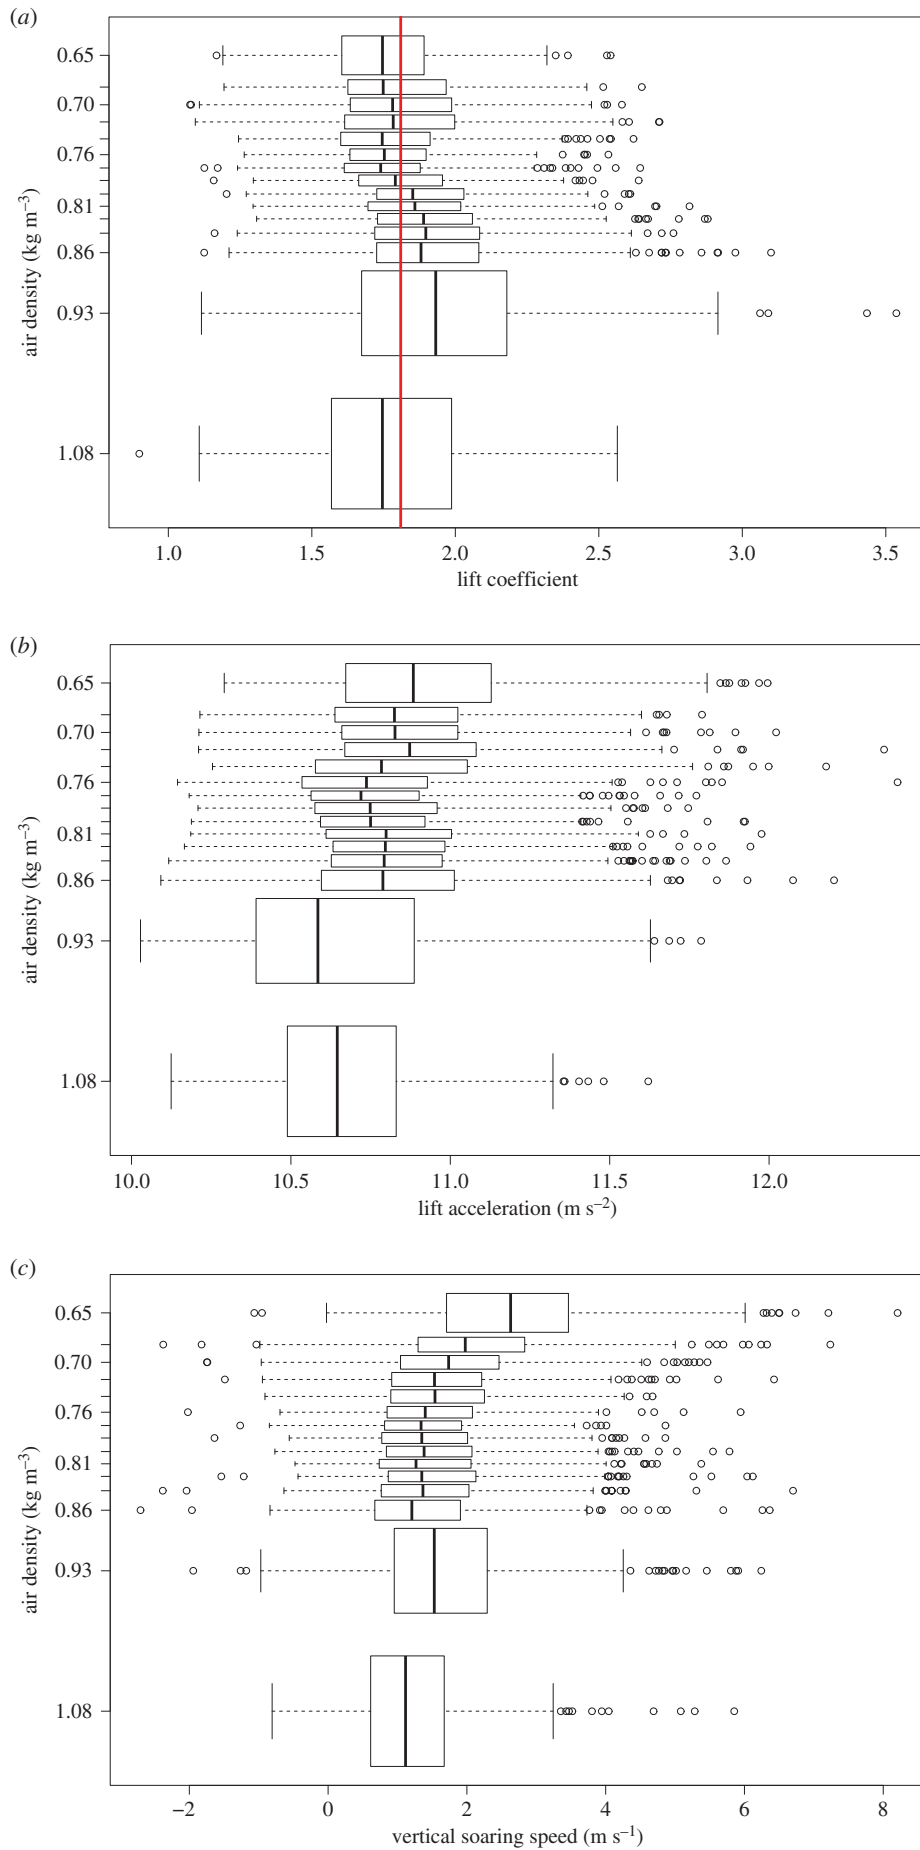 (a)
0.65
0.70
0.76
0.81
0.86
0.93
1.08
air density (kg m⁻³)
1.0 1.5 2.0 2.5 3.0 3.5
lift coefficient
(b)
0.65
0.70
0.76
0.81
0.86
0.93
1.08
air density (kg m⁻³)
10.0 10.5 11.0 11.5 12.0
lift acceleration (m s⁻²)
(c)
0.65
0.70
0.76
0.81
0.86
0.93
1.08
air density (kg m⁻³)
−2 0 2 4 6 8
vertical soaring speed (m s⁻¹)